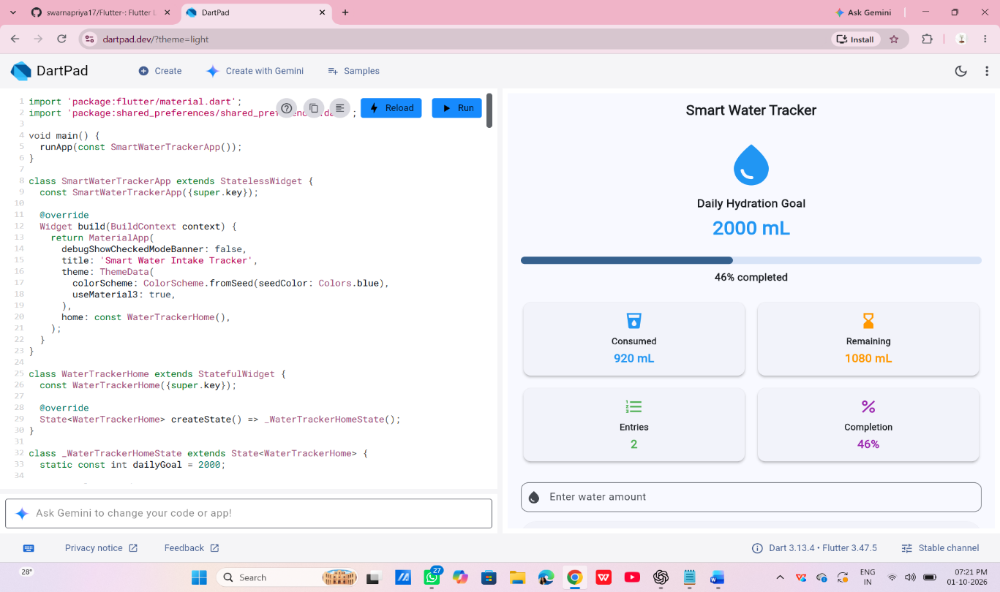 swarnapriya17/Flutter-: Flutter L
DartPad
Ask Gemini
dartpad.dev/?theme=light
Install
DartPad
Create
Create with Gemini
Samples
Reload
Run
1 import 'package:flutter/material.dart';
2 import 'package:shared_preferences/shared_pre
3
4 void main() {
5 runApp(const SmartWaterTrackerApp());
6 }
7
8 class SmartWaterTrackerApp extends StatelessWidget {
9 const SmartWaterTrackerApp({super.key});
10
11 @override
12 Widget build(BuildContext context) {
13 return MaterialApp(
14 debugShowCheckedModeBanner: false,
15 title: 'Smart Water Intake Tracker',
16 theme: ThemeData(
17 colorScheme: ColorScheme.fromSeed(seedColor: Colors.blue),
18 useMaterial3: true,
19 ),
20 home: const WaterTrackerHome(),
21 );
22 }
23 }
24
25 class WaterTrackerHome extends StatefulWidget {
26 const WaterTrackerHome({super.key});
27
28 @override
29 State<WaterTrackerHome> createState() => _WaterTrackerHomeState();
30 }
31
32 class _WaterTrackerHomeState extends State<WaterTrackerHome> {
33 static const int dailyGoal = 2000;
34
Ask Gemini to change your code or app!
Smart Water Tracker
Daily Hydration Goal
2000 mL
46% completed
Consumed
920 mL
Remaining
1080 mL
Entries
2
Completion
46%
Enter water amount
Privacy notice
Feedback
Dart 3.13.4 • Flutter 3.47.5
Stable channel
28°
Search
27
ENG
IN
07:21 PM
01-10-2026